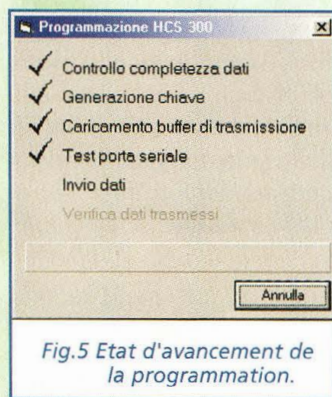 Programmazione HCS 300
Controllo completezza dati
Generazione chiave
Caricamento buffer di trasmissione
Test porta seriale
Invio dati
Verifica dati trasmessi
Annulla
Fig.5 Etat d'avancement de
la programmation.